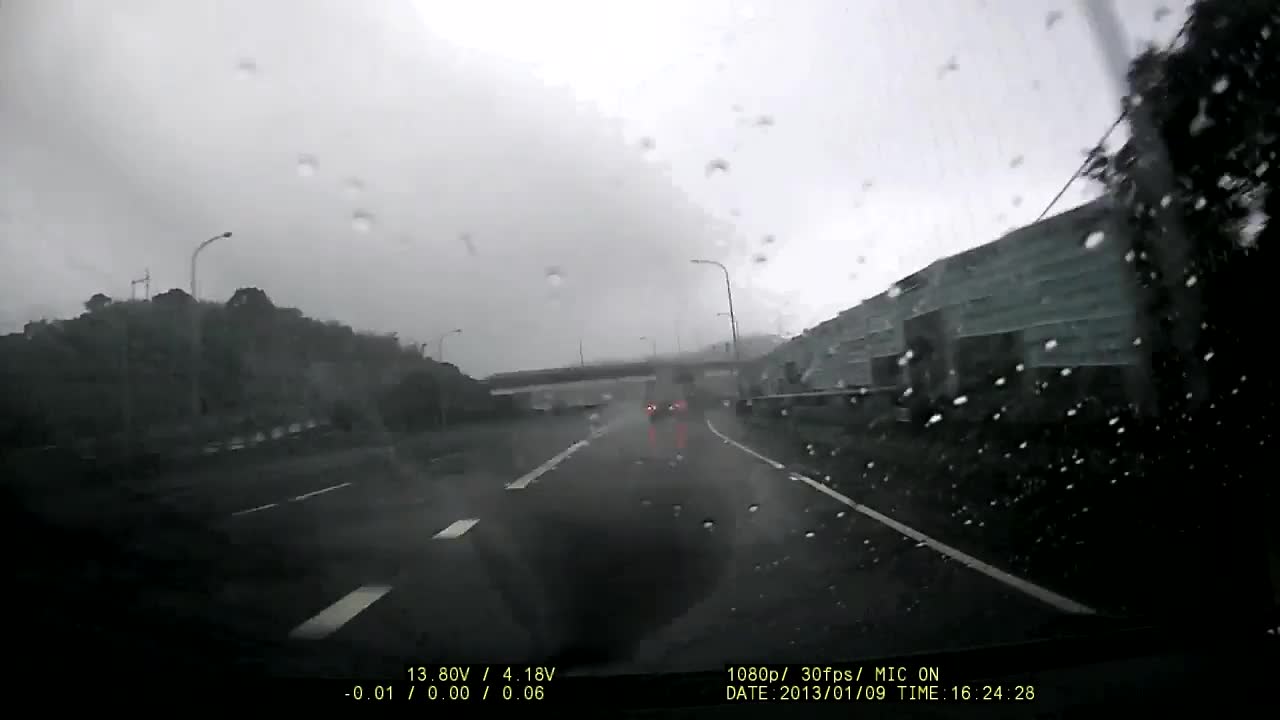 13.80V / 4.18V
-0.01 / 0.00 / 0.06
1080p/ 30fps/ MIC ON
DATE:2013/01/09 TIME:16:24:28